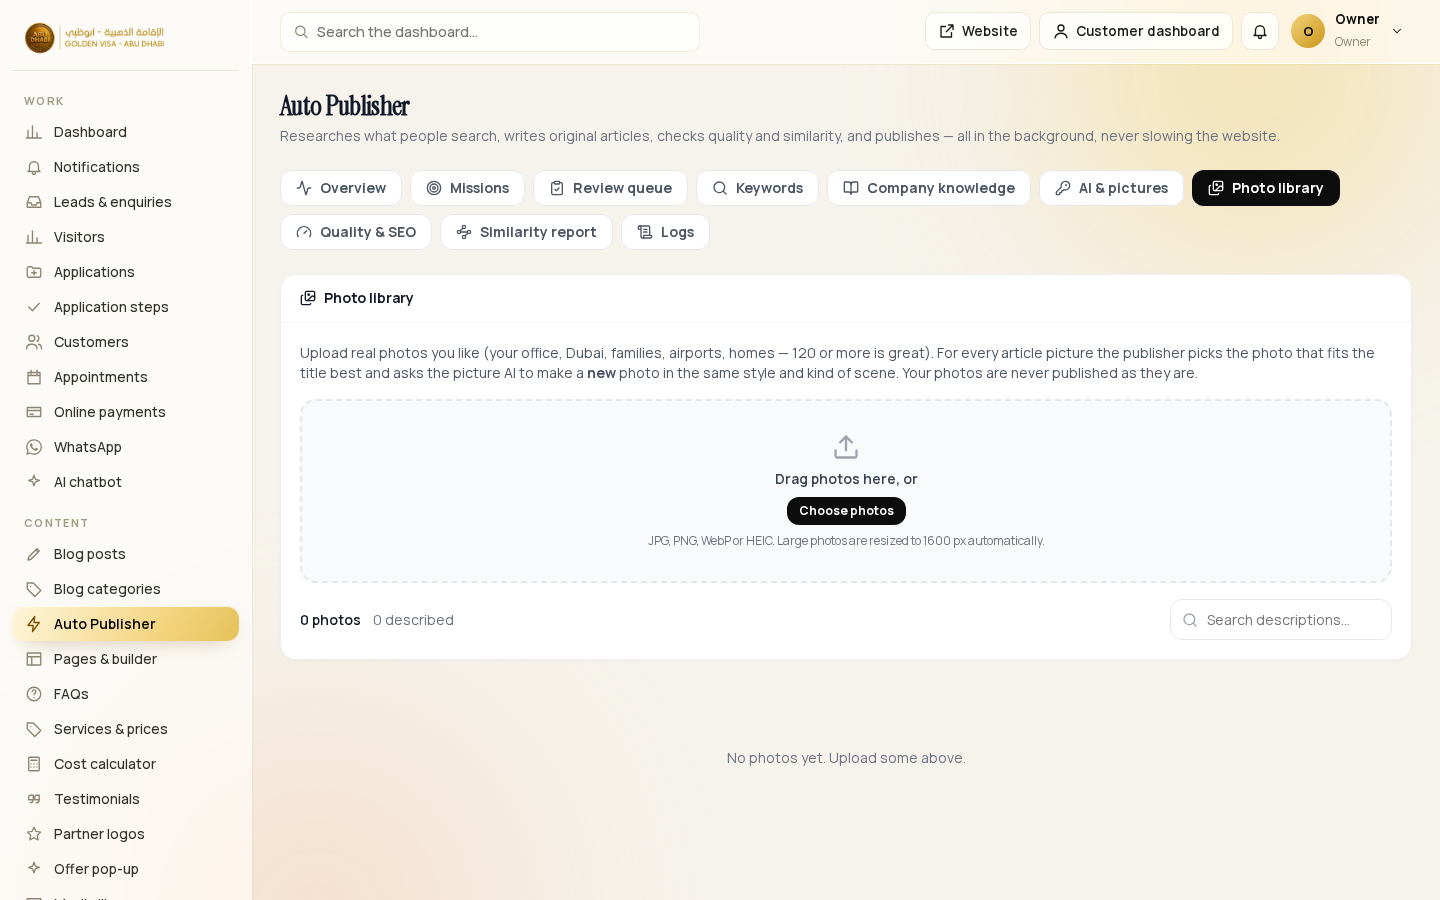 الإقامة الذهبية - ابوظبي
GOLDEN VISA - ABU DHABI
Search the dashboard...
Website
Customer dashboard
O
Owner
Owner
WORK
Dashboard
Notifications
Leads & enquiries
Visitors
Applications
Application steps
Customers
Appointments
Online payments
WhatsApp
AI chatbot
CONTENT
Blog posts
Blog categories
Auto Publisher
Pages & builder
FAQs
Services & prices
Cost calculator
Testimonials
Partner logos
Offer pop-up
Auto Publisher
Researches what people search, writes original articles, checks quality and similarity, and publishes — all in the background, never slowing the website.
Overview
Missions
Review queue
Keywords
Company knowledge
AI & pictures
Photo library
Quality & SEO
Similarity report
Logs
Photo library
Upload real photos you like (your office, Dubai, families, airports, homes — 120 or more is great). For every article picture the publisher picks the photo that fits the
title best and asks the picture AI to make a new photo in the same style and kind of scene. Your photos are never published as they are.
Drag photos here, or
Choose photos
JPG, PNG, WebP or HEIC. Large photos are resized to 1600 px automatically.
0 photos 0 described
Search descriptions...
No photos yet. Upload some above.